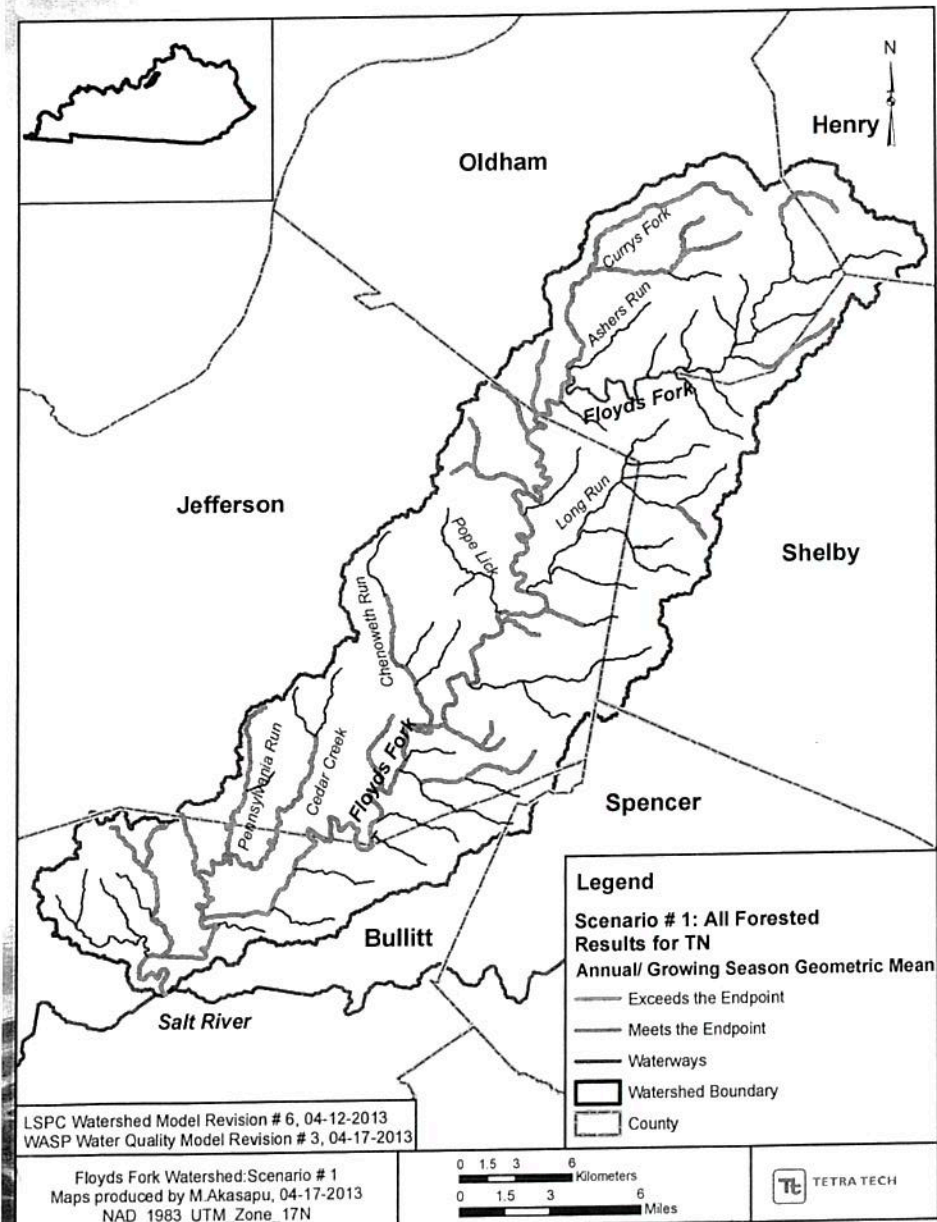 N
Henry
Oldham
Currys Fork
Ashers Run
Floyds Fork
Jefferson
Long Run
Pope Lick
Shelby
Chenoweth Run
Pennsylvania Run
Cedar Creek
Floyds Fork
Spencer
Bullitt
Salt River
Legend
Scenario # 1: All Forested
Results for TN
Annual/ Growing Season Geometric Mean
Exceeds the Endpoint
Meets the Endpoint
Waterways
Watershed Boundary
County
LSPC Watershed Model Revision # 6, 04-12-2013
WASP Water Quality Model Revision # 3, 04-17-2013
Floyds Fork Watershed:Scenario # 1
Maps produced by M.Akasapu, 04-17-2013
NAD_1983_UTM_Zone_17N
0 1.5 3 6
Kilometers
0 1.5 3 6
Miles
Tt TETRA TECH